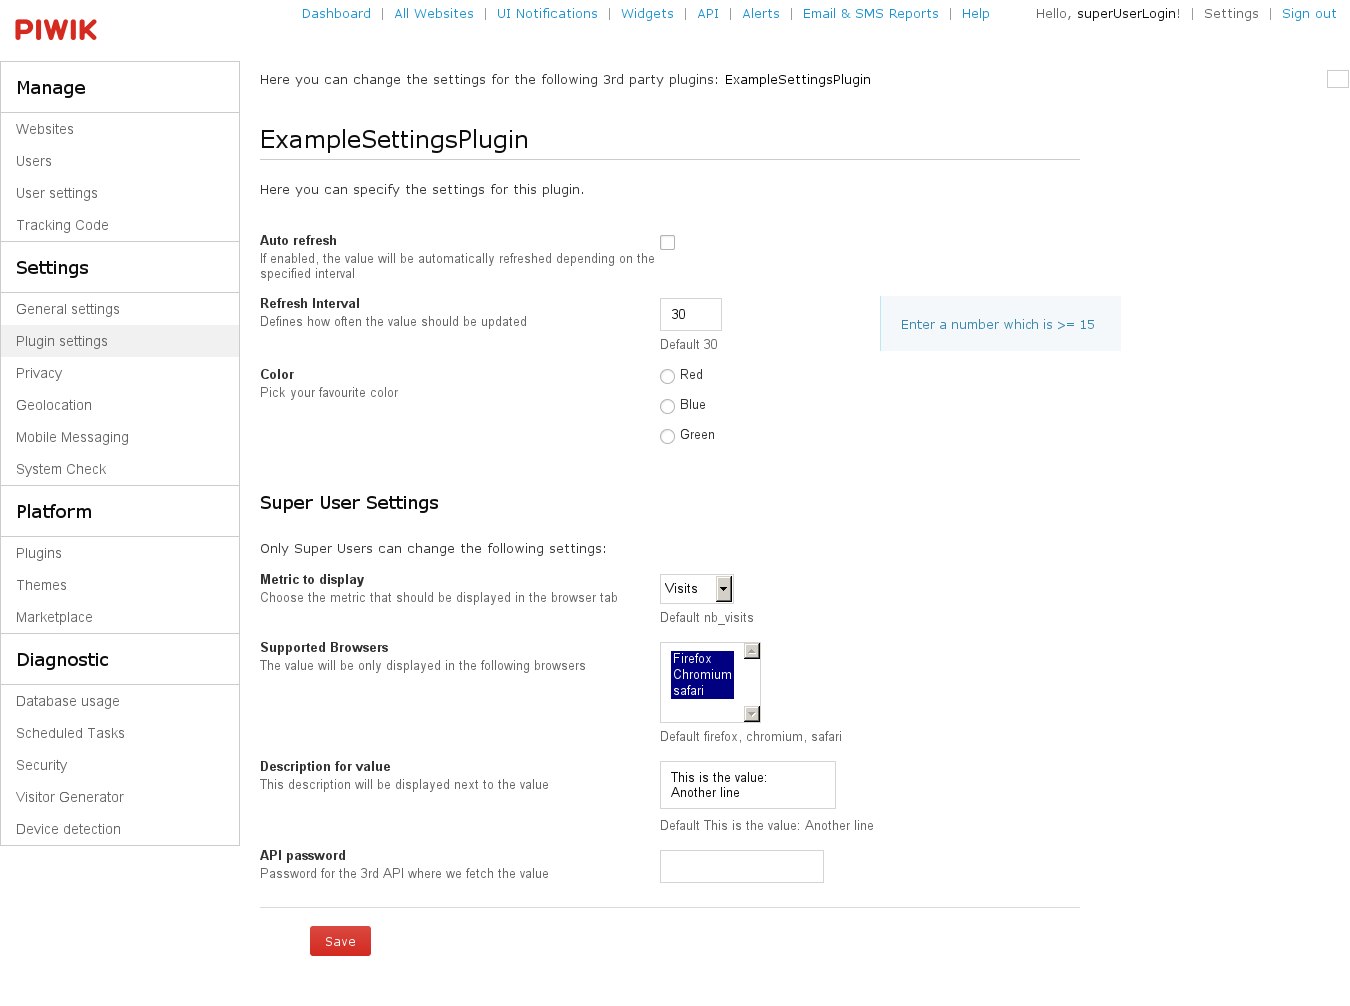 PIWIK
Dashboard | All Websites | UI Notifications | Widgets | API | Alerts | Email & SMS Reports | Help
Hello, superUserLogin! | Settings | Sign out
Manage
Websites
Users
User settings
Tracking Code
Settings
General settings
Plugin settings
Privacy
Geolocation
Mobile Messaging
System Check
Platform
Plugins
Themes
Marketplace
Diagnostic
Database usage
Scheduled Tasks
Security
Visitor Generator
Device detection
Here you can change the settings for the following 3rd party plugins: ExampleSettingsPlugin
ExampleSettingsPlugin
Here you can specify the settings for this plugin.
Auto refresh
If enabled, the value will be automatically refreshed depending on the
specified interval
Refresh Interval
Defines how often the value should be updated
30
Default 30
Enter a number which is >= 15
Color
Pick your favourite color
Red
Blue
Green
Super User Settings
Only Super Users can change the following settings:
Metric to display
Choose the metric that should be displayed in the browser tab
Visits
Default nb_visits
Supported Browsers
The value will be only displayed in the following browsers
Firefox
Chromium
safari
Default firefox, chromium, safari
Description for value
This description will be displayed next to the value
This is the value:
Another line
Default This is the value: Another line
API password
Password for the 3rd API where we fetch the value
Save